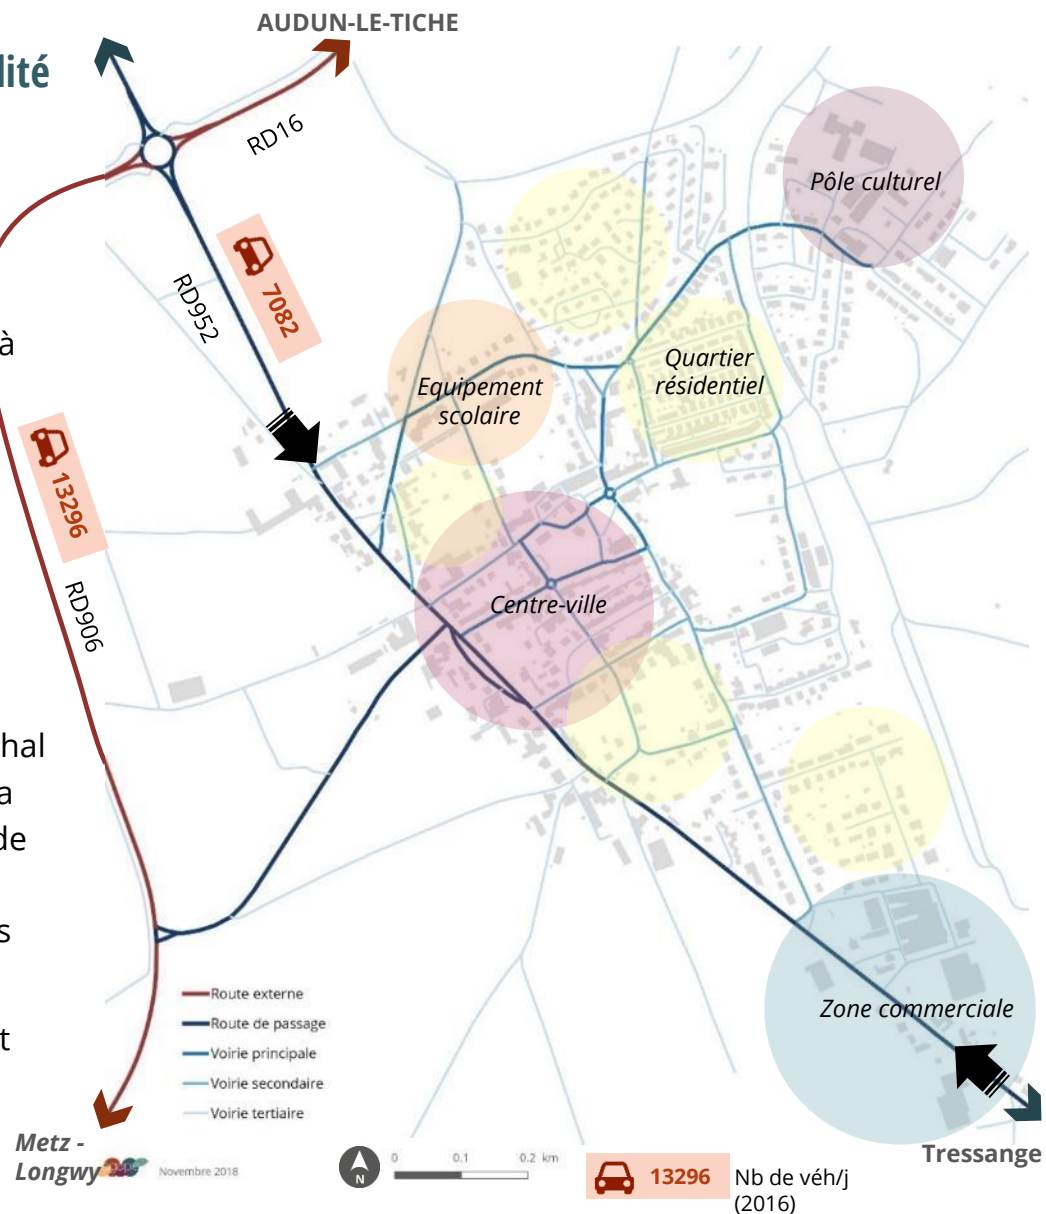 AUDUN-LE-TICHE
lité
RD16
Pôle culturel
7082
RD952
à
Quartier
résidentiel
Equipement
scolaire
13296
RD906
Centre-ville
hal
a
de
s
Zone commerciale
t
Route externe
Route de passage
Voirie principale
Voirie secondaire
Voirie tertiaire
Metz -
Longwy
Novembre 2018
N
0 0.1 0.2 km
13296
Nb de véh/j
(2016)
Tressange